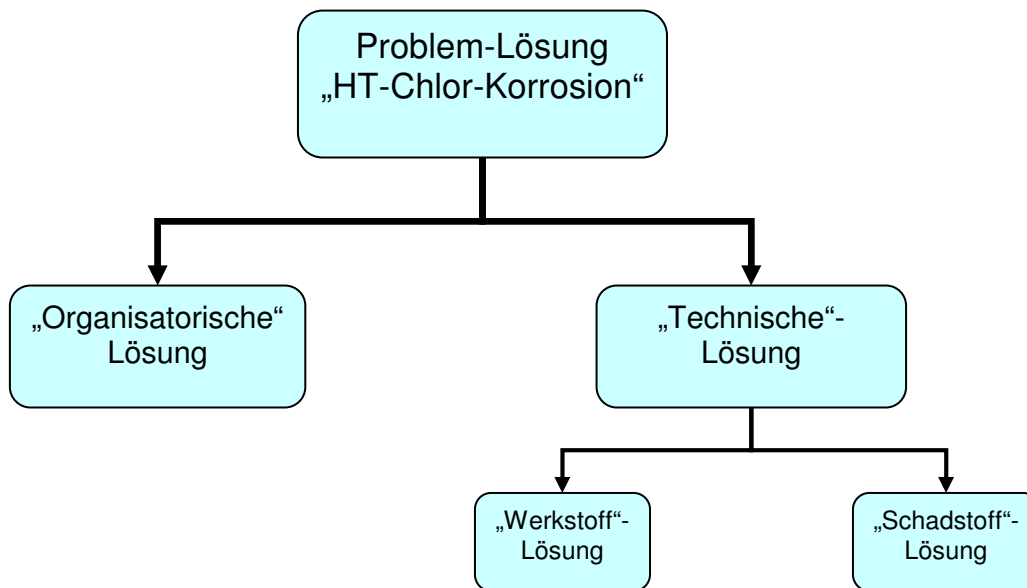 Problem-Lösung
„HT-Chlor-Korrosion“
„Organisatorische“
Lösung
„Technische“-
Lösung
„Werkstoff“-
Lösung
„Schadstoff“-
Lösung